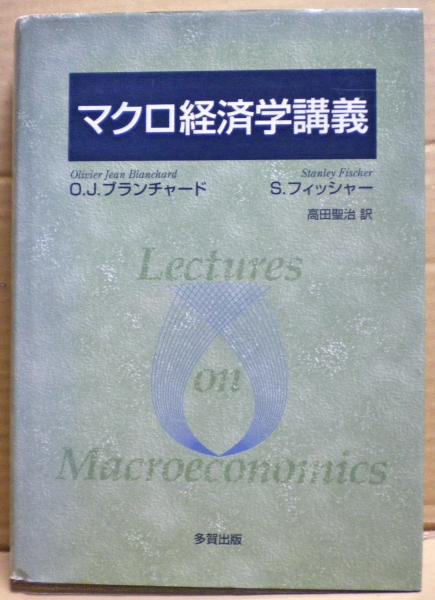 マクロ経済学講義
Olivier Jean Blanchard Stanley Fischer
O.J.ブランチャード S.フィッシャー
高田聖治 訳
Lectures
on
Macroeconomics
多賀出版